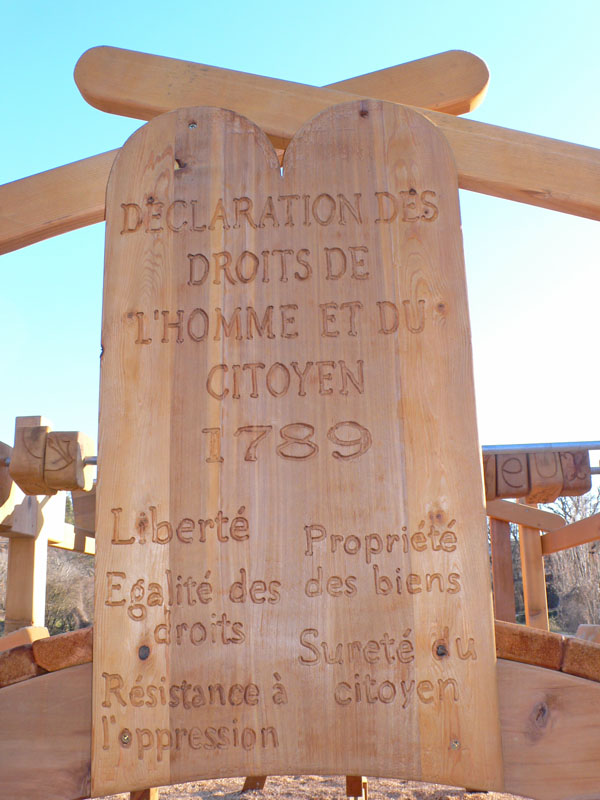 DECLARATION DES
DROITS DE
L'HOMME ET DU
CITOYEN
1789
Liberté
Egalité des
droits
Résistance à
l'oppression
Propriété
des biens
Sureté du
citoyen